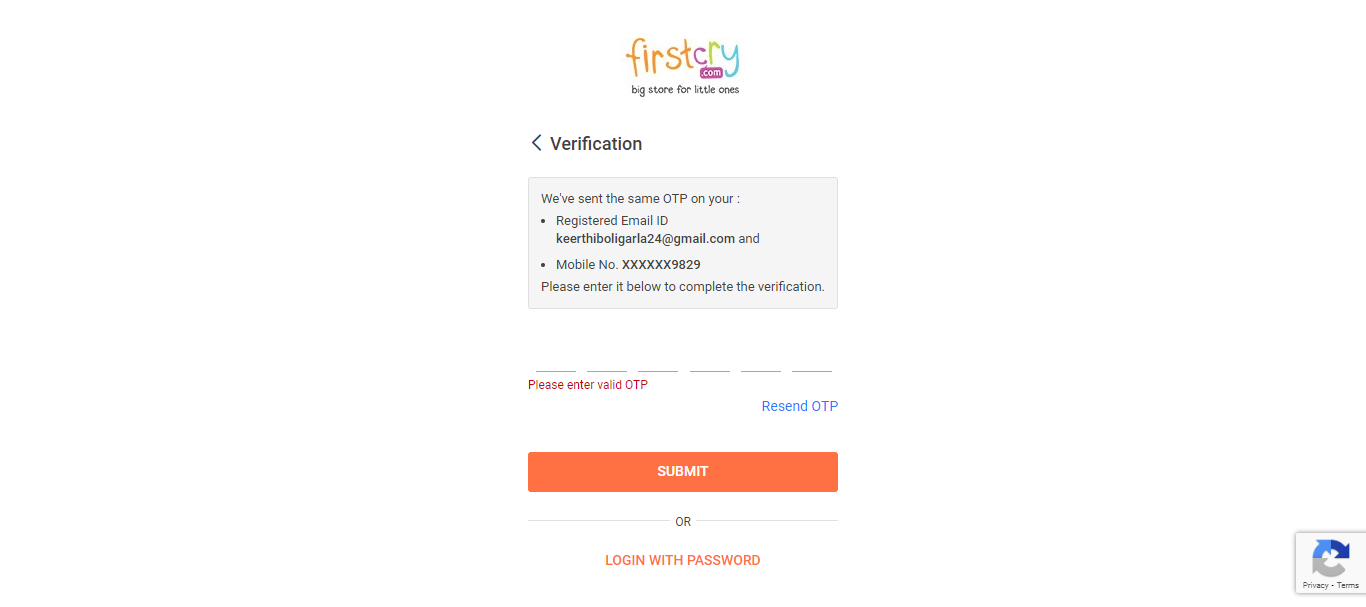 firstcry
.com
big store for little ones
Verification
We've sent the same OTP on your :
• Registered Email ID
keerthiboligarla24@gmail.com and
• Mobile No. XXXXXX9829
Please enter it below to complete the verification.
Please enter valid OTP
Resend OTP
SUBMIT
OR
LOGIN WITH PASSWORD
Privacy - Terms